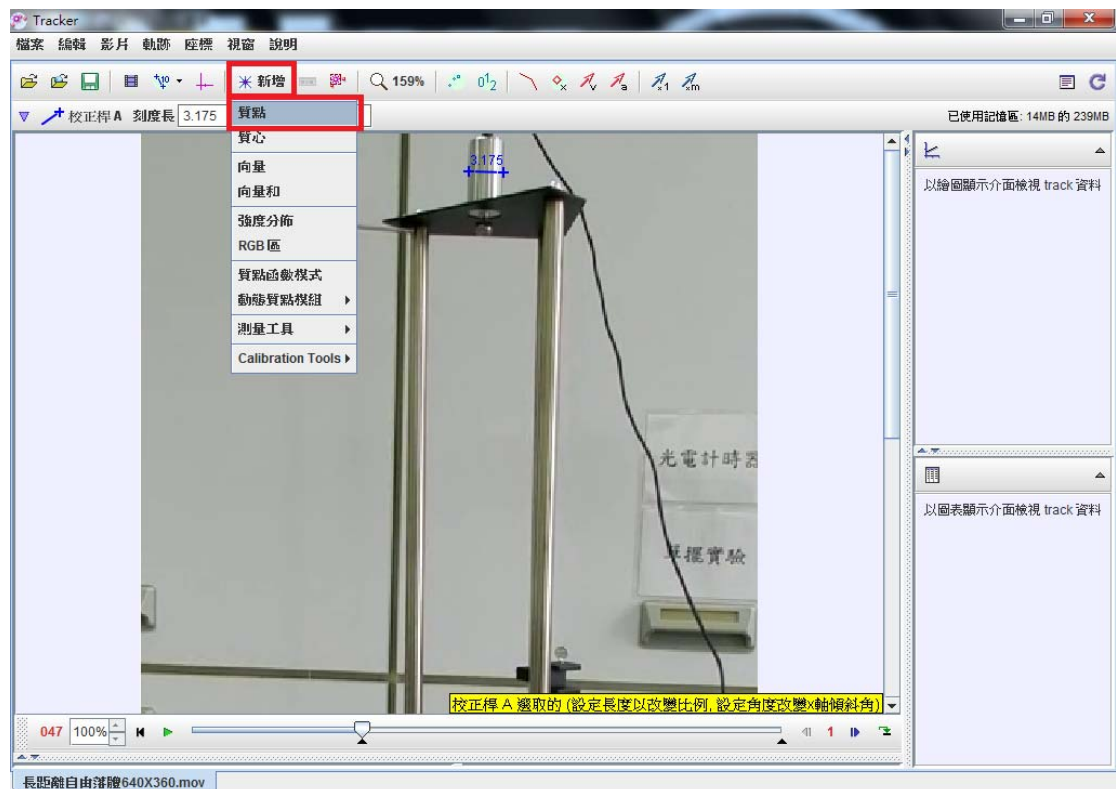 Tracker
檔案 編輯 影片 軌跡 座標 視窗 說明
新增 159%
校正桿 A 刻度長 3.175 已使用記憶區: 14MB 的 239MB
質點
質心
向量
向量和
強度分佈
RGB 區
質點函數模式
動態質點模組
測量工具
Calibration Tools
3.175
以繪圖顯示介面檢視 track 資料
光電計時器
以圖表顯示介面檢視 track 資料
單擺實驗
校正桿 A 選取的 (設定長度以改變比例, 設定角度改變x軸傾斜角)
047 100% 1
長距離自由落體640X360.mov